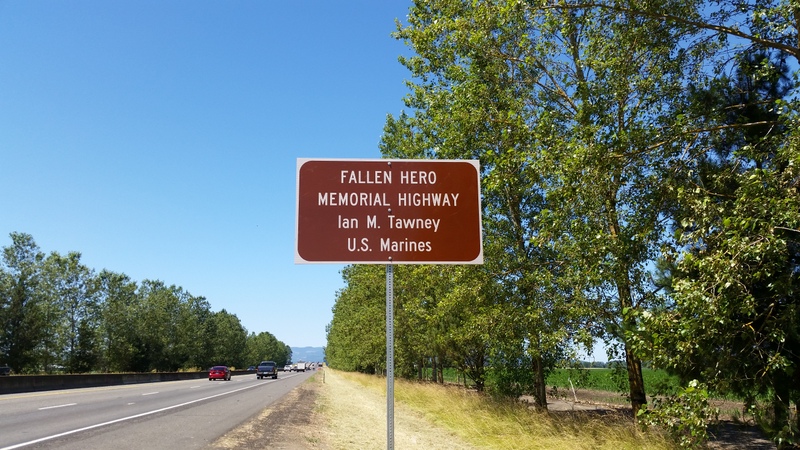 FALLEN HERO
MEMORIAL HIGHWAY
Ian M. Tawney
U.S. Marines